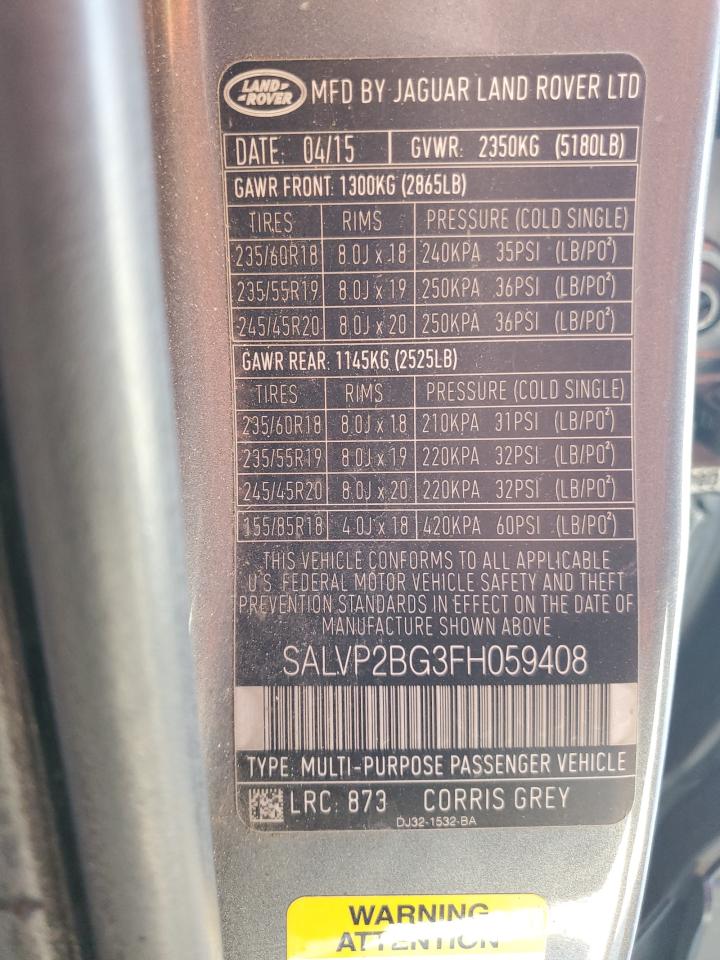 LAND ROVER MFD BY JAGUAR LAND ROVER LTD
DATE: 04/15 GVWR: 2350KG (5180LB)
GAWR FRONT: 1300KG (2865LB)
TIRES RIMS PRESSURE (COLD SINGLE)
235/60R18 8.0J x 18 240KPA 35PSI (LB/PO²)
235/55R19 8.0J x 19 250KPA 36PSI (LB/PO²)
245/45R20 8.0J x 20 250KPA 36PSI (LB/PO²)
GAWR REAR: 1145KG (2525LB)
TIRES RIMS PRESSURE (COLD SINGLE)
235/60R18 8.0J x 18 210KPA 31PSI (LB/PO²)
235/55R19 8.0J x 19 220KPA 32PSI (LB/PO²)
245/45R20 8.0J x 20 220KPA 32PSI (LB/PO²)
155/85R18 4.0J x 18 420KPA 60PSI (LB/PO²)
THIS VEHICLE CONFORMS TO ALL APPLICABLE
U.S. FEDERAL MOTOR VEHICLE SAFETY AND THEFT
PREVENTION STANDARDS IN EFFECT ON THE DATE OF
MANUFACTURE SHOWN ABOVE
SALVP2BG3FH059408
TYPE: MULTI-PURPOSE PASSENGER VEHICLE
LRC: 873 CORRIS GREY
DJ32-1532-BA
WARNING
ATTENTION